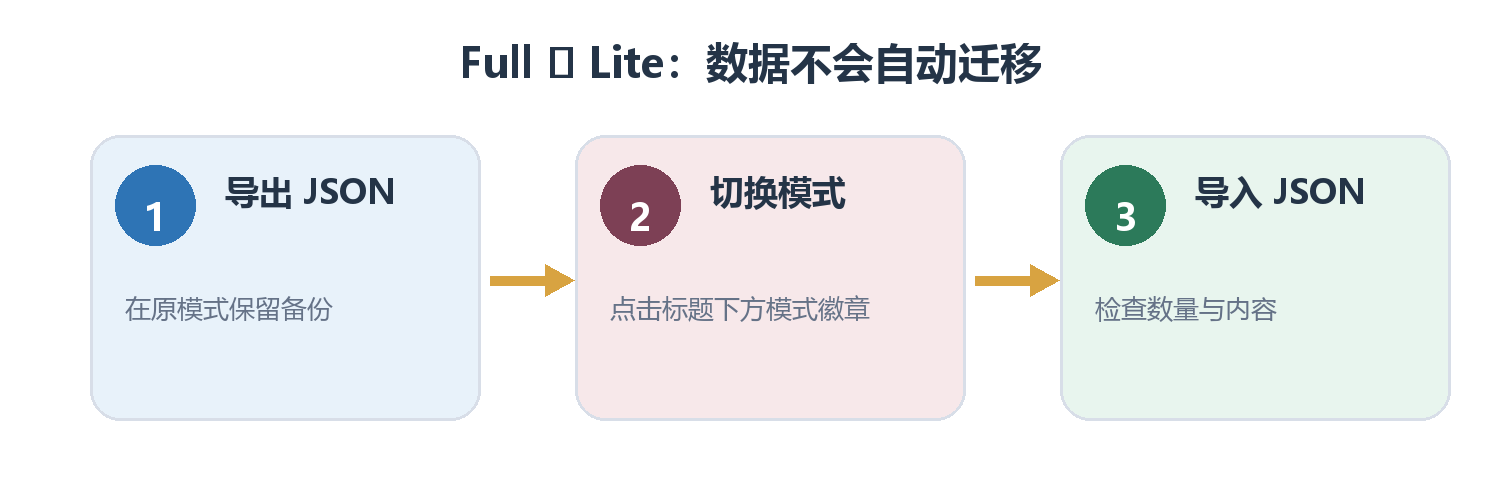 Full ▯ Lite：数据不会自动迁移
1
导出 JSON
在原模式保留备份
2
切换模式
点击标题下方模式徽章
3
导入 JSON
检查数量与内容